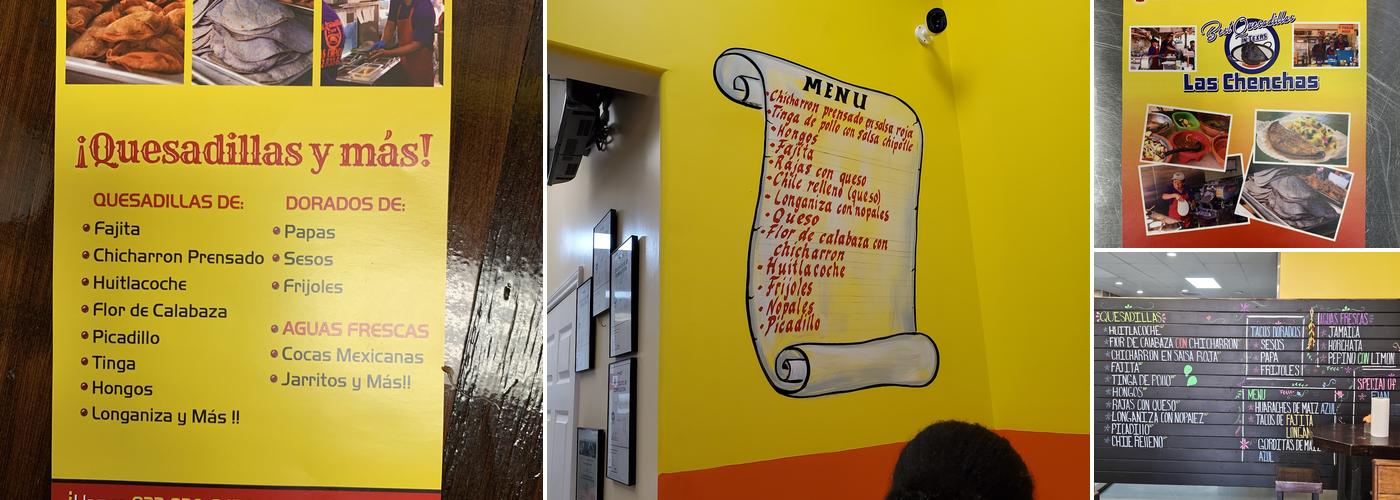 ¡Quesadillas y más!
QUESADILLAS DE:
Fajita
Chicharron Prensado
Huitlacoche
Flor de Calabaza
Picadillo
Tinga
Hongos
Longaniza y Más !!
DORADOS DE:
Papas
Sesos
Frijoles
AGUAS FRESCAS
Cocas Mexicanas
Jarritos y Más!!
MENU
Chicharron prensado en salsa roja
Tinga de pollo con salsa chipotle
Hongos
Fajita
Rajas con queso
Chile relleno (queso)
Longaniza con nopales
Queso
Flor de calabaza con
chicharron
Huitlacoche
Frijoles
Nopales
Picadillo
Best Quesadillas
IN TEXAS
Las Chenchas
QUESADILLAS
HUITLACOCHE
FLOR DE CALABAZA CON CHICHARRON
CHICHARRON EN SALSA ROJA
FAJITA
TINGA DE POLLO
HONGOS
RAJAS CON QUESO
LONGANIZA CON NOPALEZ
PICADILLO
CHILE RELLENO
TACOS DORADOS
SESOS
PAPA
FRIJOLES
MENU
HUARACHES DE MAIZ AZUL
TACOS DE FAJITA
GORDITAS DE
AZUL
AGUAS FRESCAS
JAMAICA
HORCHATA
PEPINO CON LIMON